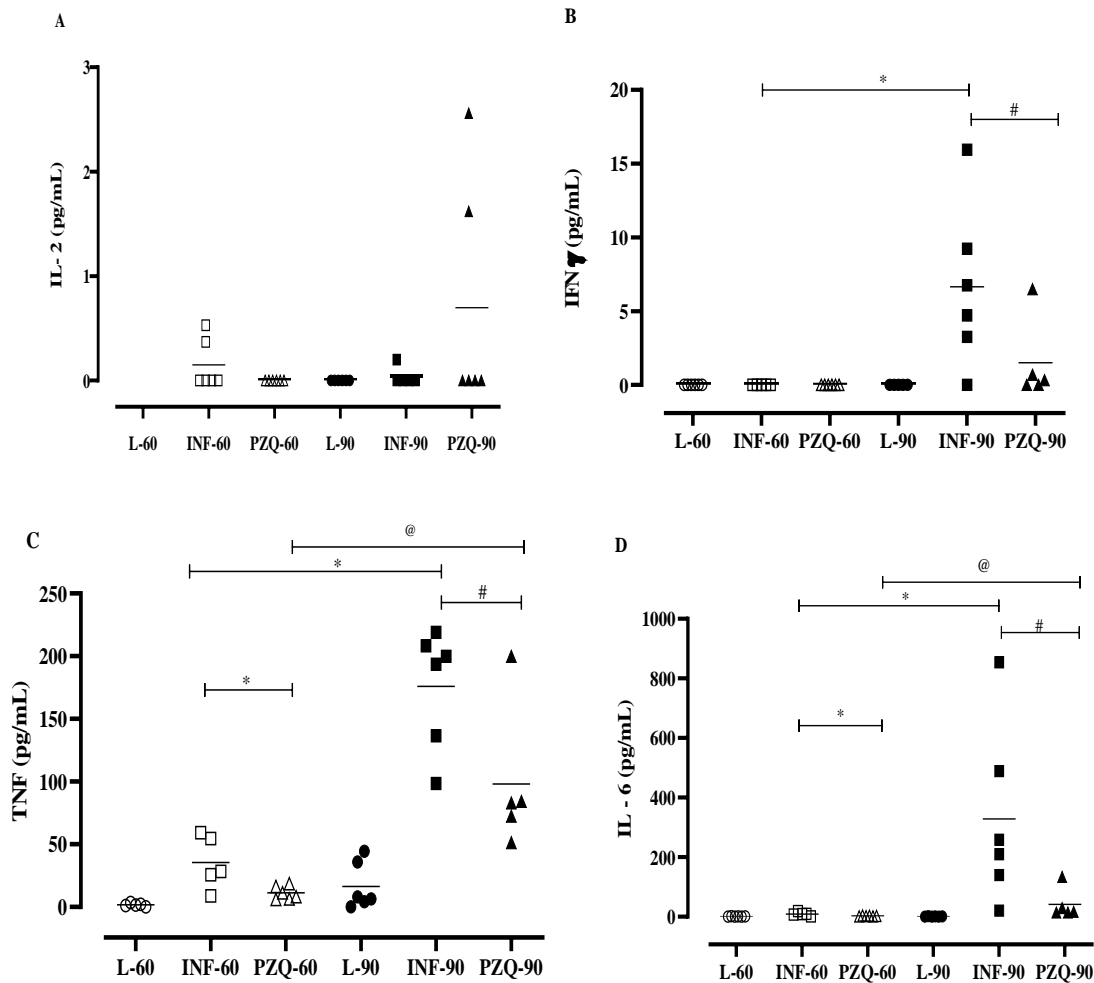 A
IL- 2 (pg/mL)
3
2
1
0
L-60 INF-60 PZQ-60 L-90 INF-90 PZQ-90
B
IFN γ (pg/mL)
20
15
10
5
0
*
#
L-60 INF-60 PZQ-60 L-90 INF-90 PZQ-90
C
TNF (pg/mL)
250
200
150
100
50
0
@
*
#
*
L-60 INF-60 PZQ-60 L-90 INF-90 PZQ-90
D
IL - 6 (pg/mL)
1000
800
600
400
200
0
@
*
#
*
L-60 INF-60 PZQ-60 L-90 INF-90 PZQ-90